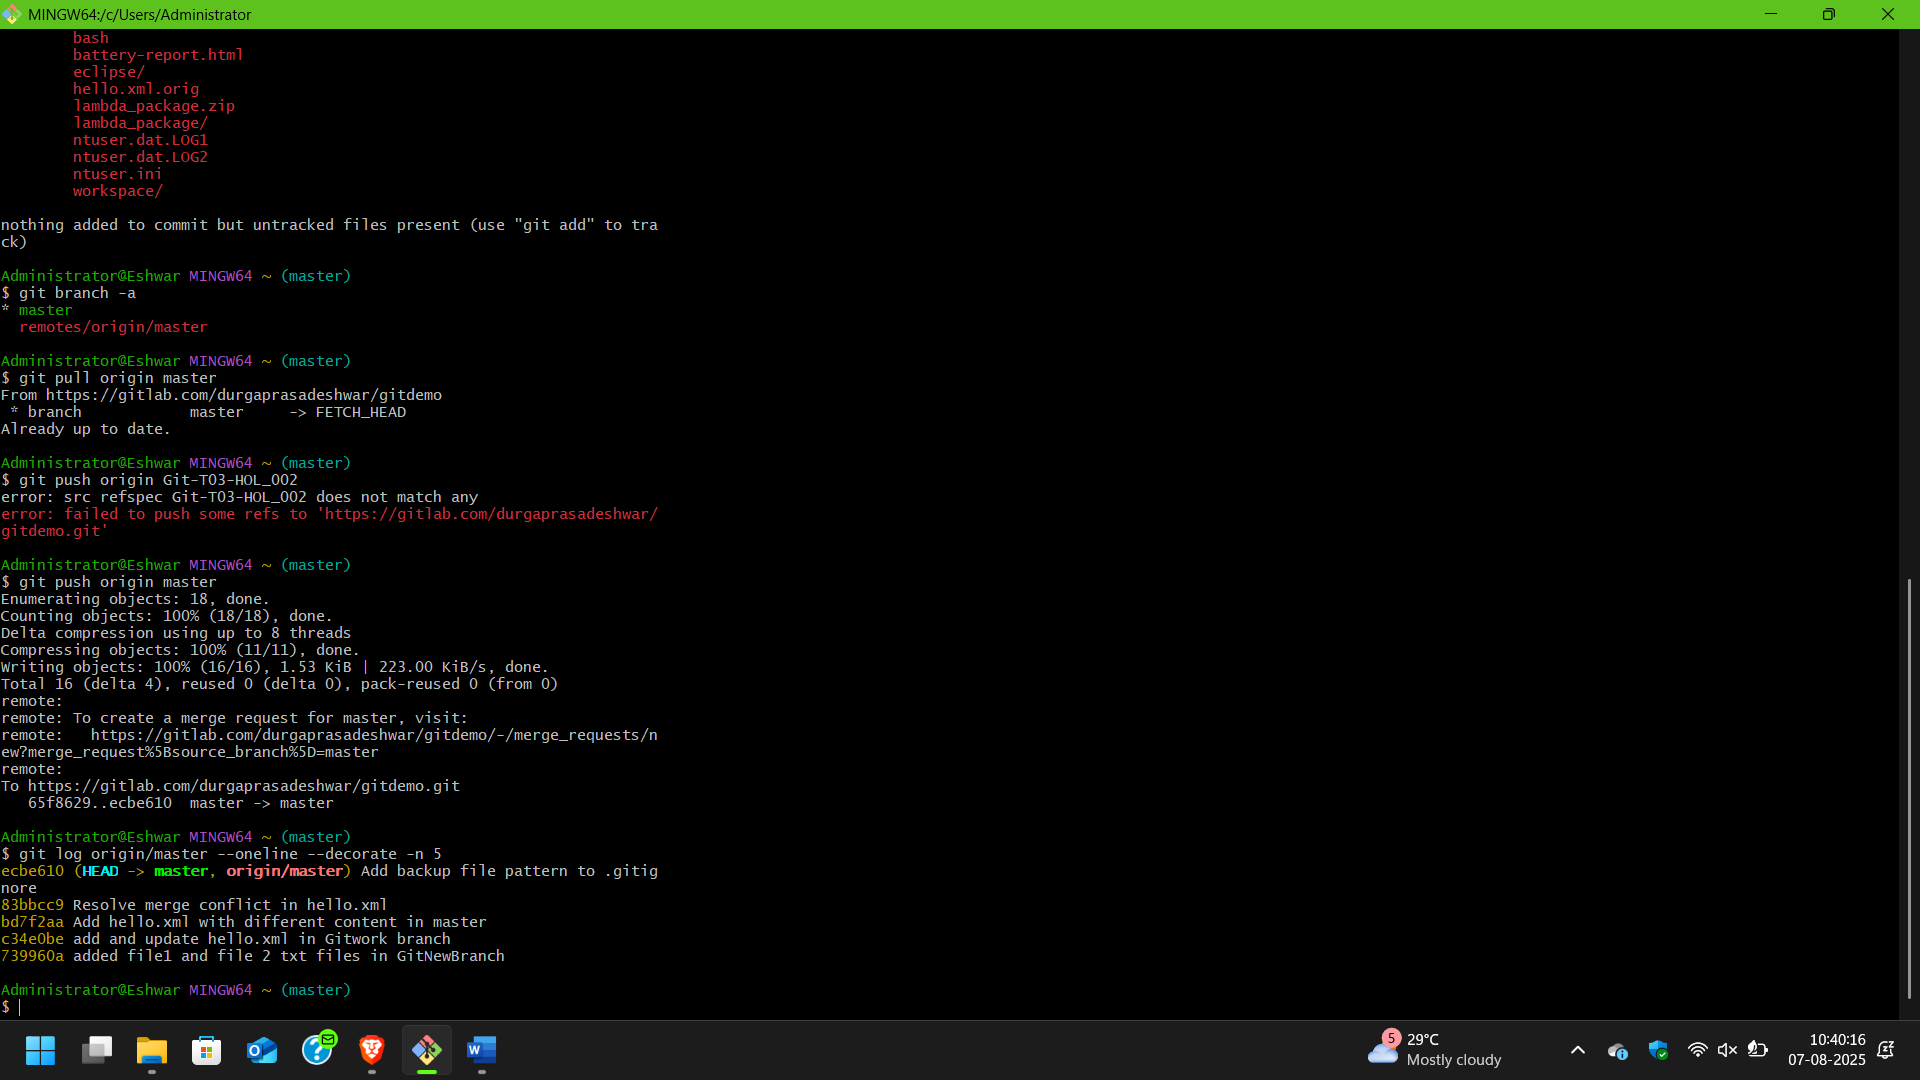 MINGW64:/c/Users/Administrator
bash
battery-report.html
eclipse/
hello.xml.orig
lambda_package.zip
lambda_package/
ntuser.dat.LOG1
ntuser.dat.LOG2
ntuser.ini
workspace/
nothing added to commit but untracked files present (use "git add" to tra
ck)
Administrator@Eshwar MINGW64 ~ (master)
$ git branch -a
* master
remotes/origin/master
Administrator@Eshwar MINGW64 ~ (master)
$ git pull origin master
From https://gitlab.com/durgaprasadeshwar/gitdemo
* branch            master     -> FETCH_HEAD
Already up to date.
Administrator@Eshwar MINGW64 ~ (master)
$ git push origin Git-T03-HOL_002
error: src refspec Git-T03-HOL_002 does not match any
error: failed to push some refs to 'https://gitlab.com/durgaprasadeshwar/
gitdemo.git'
Administrator@Eshwar MINGW64 ~ (master)
$ git push origin master
Enumerating objects: 18, done.
Counting objects: 100% (18/18), done.
Delta compression using up to 8 threads
Compressing objects: 100% (11/11), done.
Writing objects: 100% (16/16), 1.53 KiB | 223.00 KiB/s, done.
Total 16 (delta 4), reused 0 (delta 0), pack-reused 0 (from 0)
remote:
remote: To create a merge request for master, visit:
remote:   https://gitlab.com/durgaprasadeshwar/gitdemo/-/merge_requests/n
ew?merge_request%5Bsource_branch%5D=master
remote:
To https://gitlab.com/durgaprasadeshwar/gitdemo.git
65f8629..ecbe610  master -> master
Administrator@Eshwar MINGW64 ~ (master)
$ git log origin/master --oneline --decorate -n 5
ecbe610 (HEAD -> master, origin/master) Add backup file pattern to .gitig
nore
83bbcc9 Resolve merge conflict in hello.xml
bd7f2aa Add hello.xml with different content in master
c34e0be add and update hello.xml in Gitwork branch
739960a added file1 and file 2 txt files in GitNewBranch
Administrator@Eshwar MINGW64 ~ (master)
$
5
29°C
Mostly cloudy
10:40:16
07-08-2025